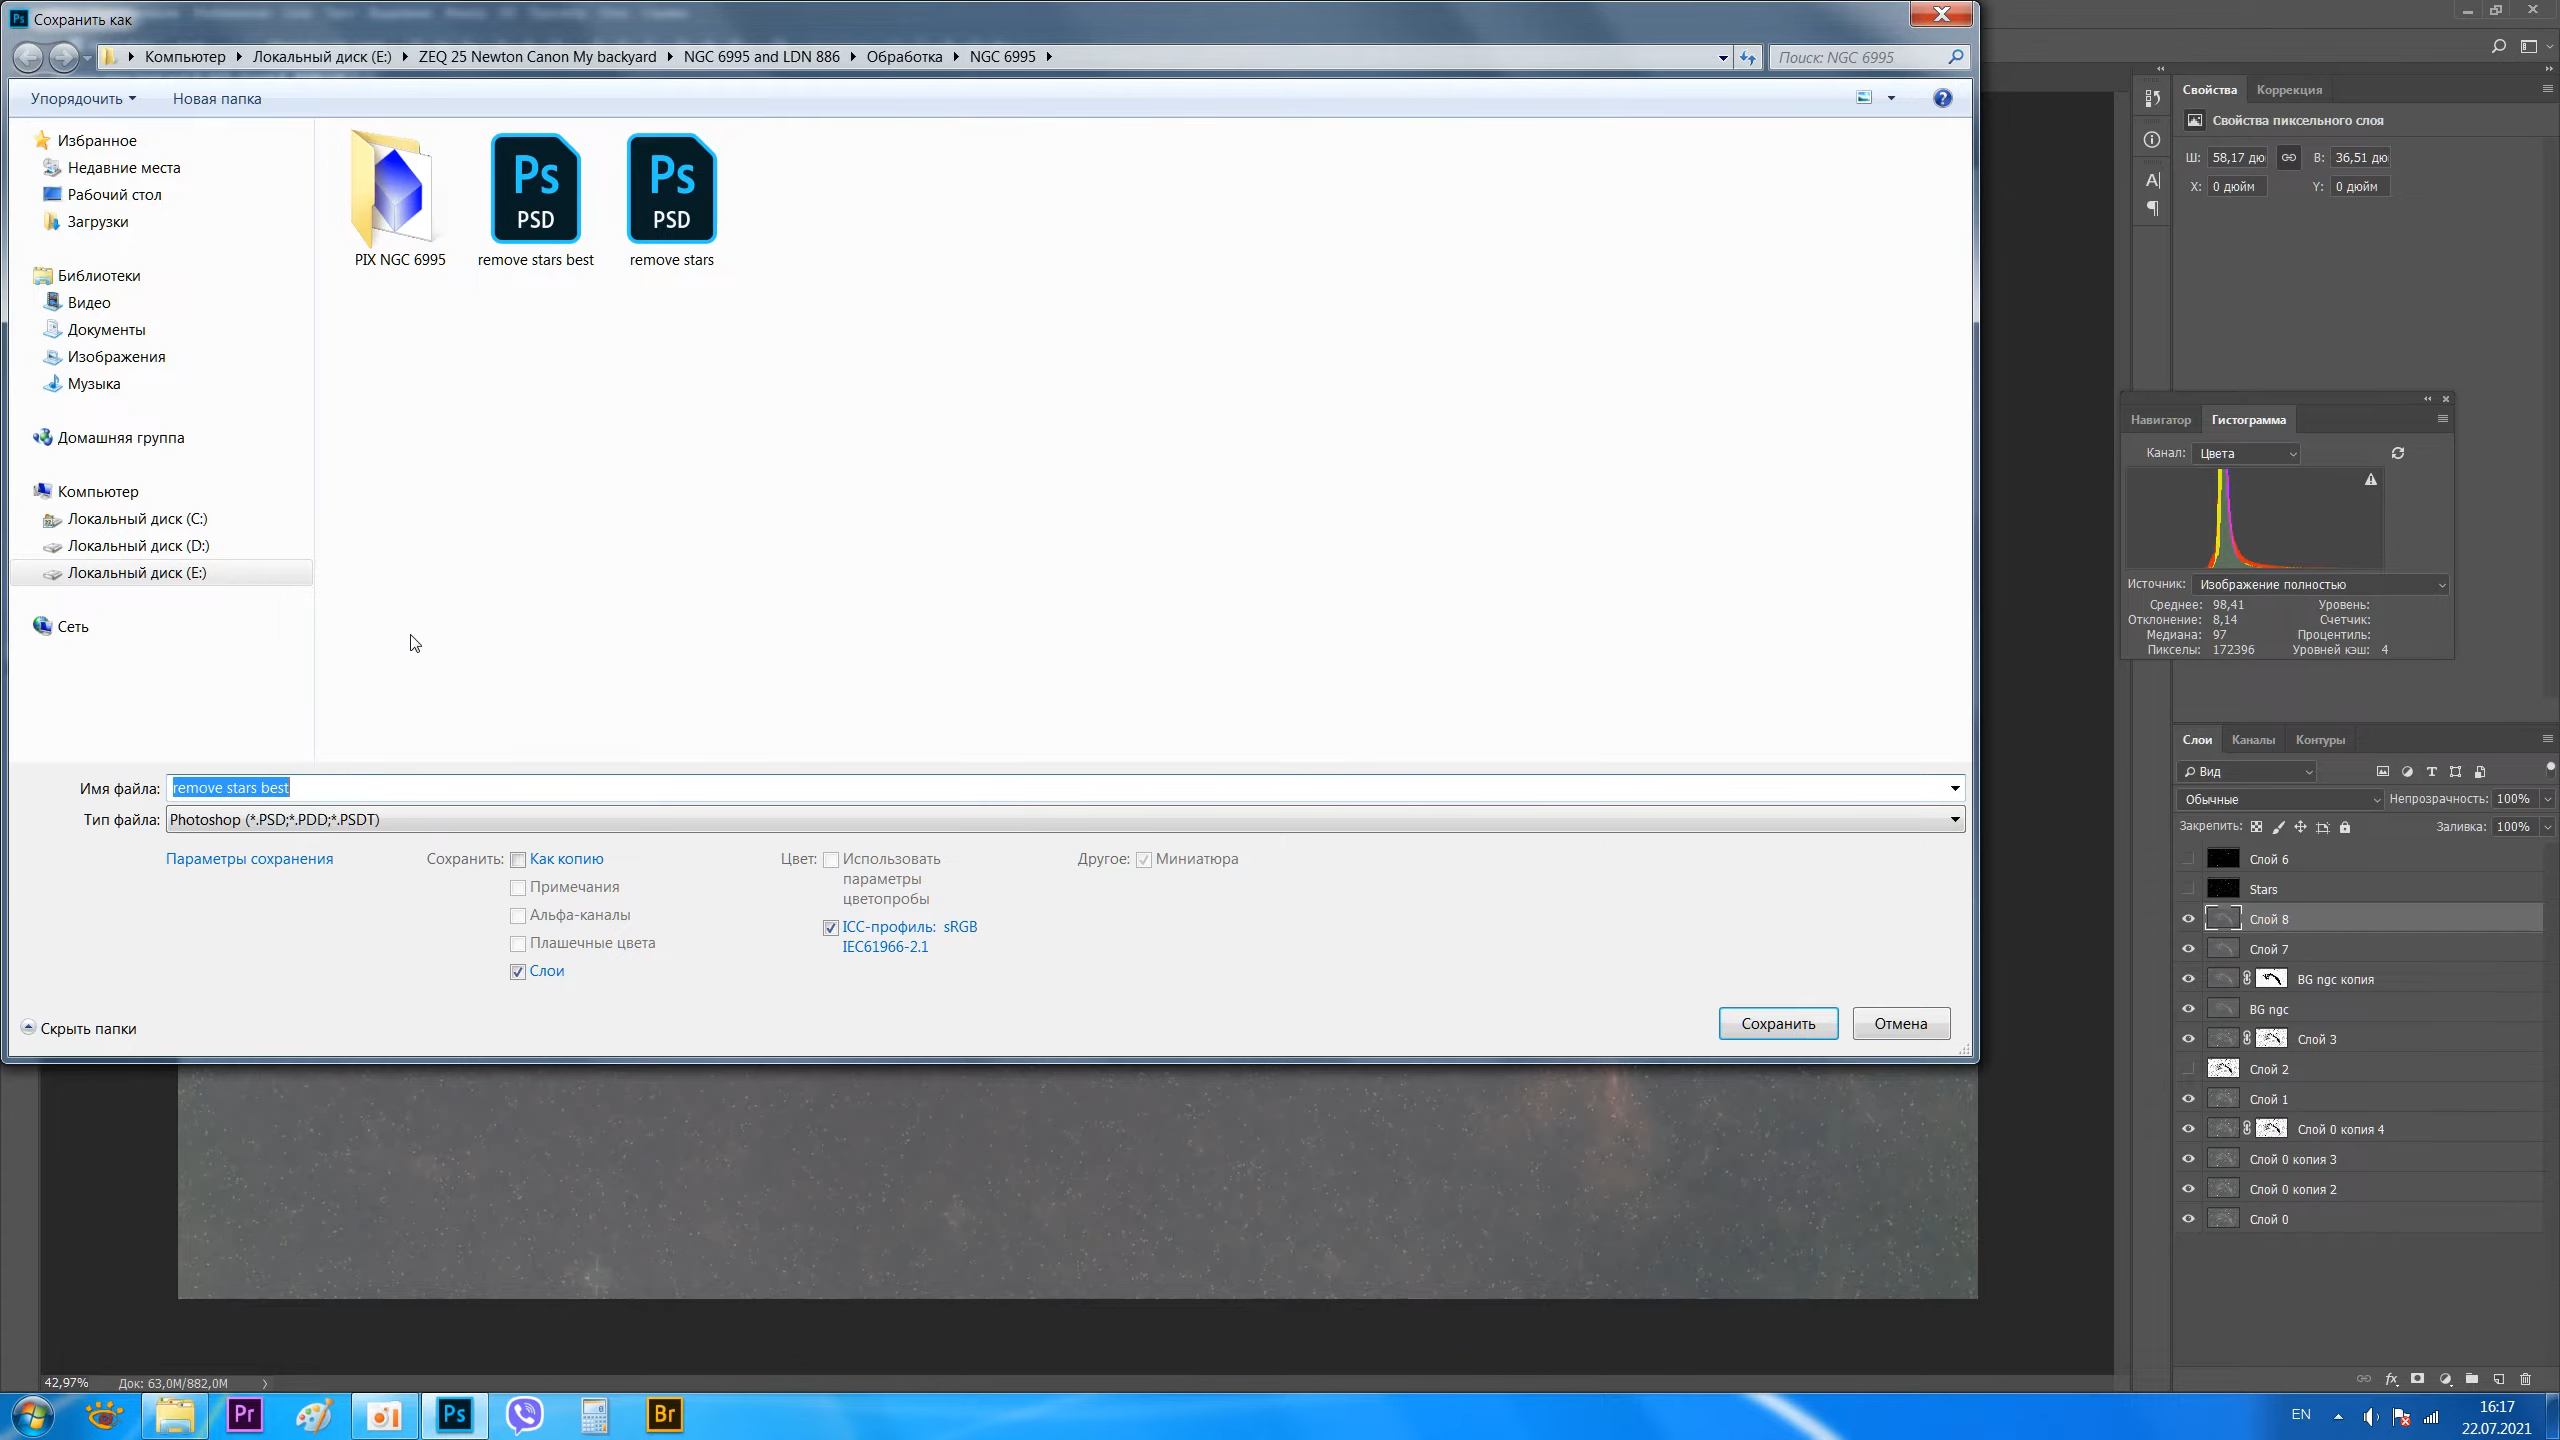 Сохранить как
Компьютер
Локальный диск (E:)
ZEQ 25 Newton Canon My backyard
NGC 6995 and LDN 886
Обработка
NGC 6995
Поиск: NGC 6995
Упорядочить
Новая папка
Избранное
Недавние места
Рабочий стол
Загрузки
Библиотеки
Видео
Документы
Изображения
Музыка
Домашняя группа
Компьютер
Локальный диск (C:)
Локальный диск (D:)
Локальный диск (E:)
Сеть
Ps
PSD
Ps
PSD
PIX NGC 6995
remove stars best
remove stars
Имя файла: remove stars best
Тип файла: Photoshop (*.PSD;*.PDD;*.PSDT)
Параметры сохранения
Сохранить: Как копию
Примечания
Альфа-каналы
Плашечные цвета
Слои
Цвет: Использовать
параметры
цветопробы
ICC-профиль: sRGB
IEC61966-2.1
Другое: Миниатюра
Скрыть папки
Сохранить
Отмена
Свойства
Коррекция
Свойства пиксельного слоя
Ш: 58,17 дю
В: 36,51 дю
X: 0 дюйм
Y: 0 дюйм
Навигатор
Гистограмма
Канал: Цвета
Источник: Изображение полностью
Среднее: 98,41
Уровень:
Отклонение: 8,14
Счетчик:
Медиана: 97
Процентиль:
Пикселы: 172396
Уровней кэш: 4
Слои
Каналы
Контуры
Вид
Обычные
Непрозрачность: 100%
Закрепить:
Заливка: 100%
Слой 6
Stars
Слой 8
Слой 7
BG ngc копия
BG ngc
Слой 3
Слой 2
Слой 1
Слой 0 копия 4
Слой 0 копия 3
Слой 0 копия 2
Слой 0
42,97%
Док: 63,0M/882,0M
Pr
Ps
Br
EN
16:17
22.07.2021